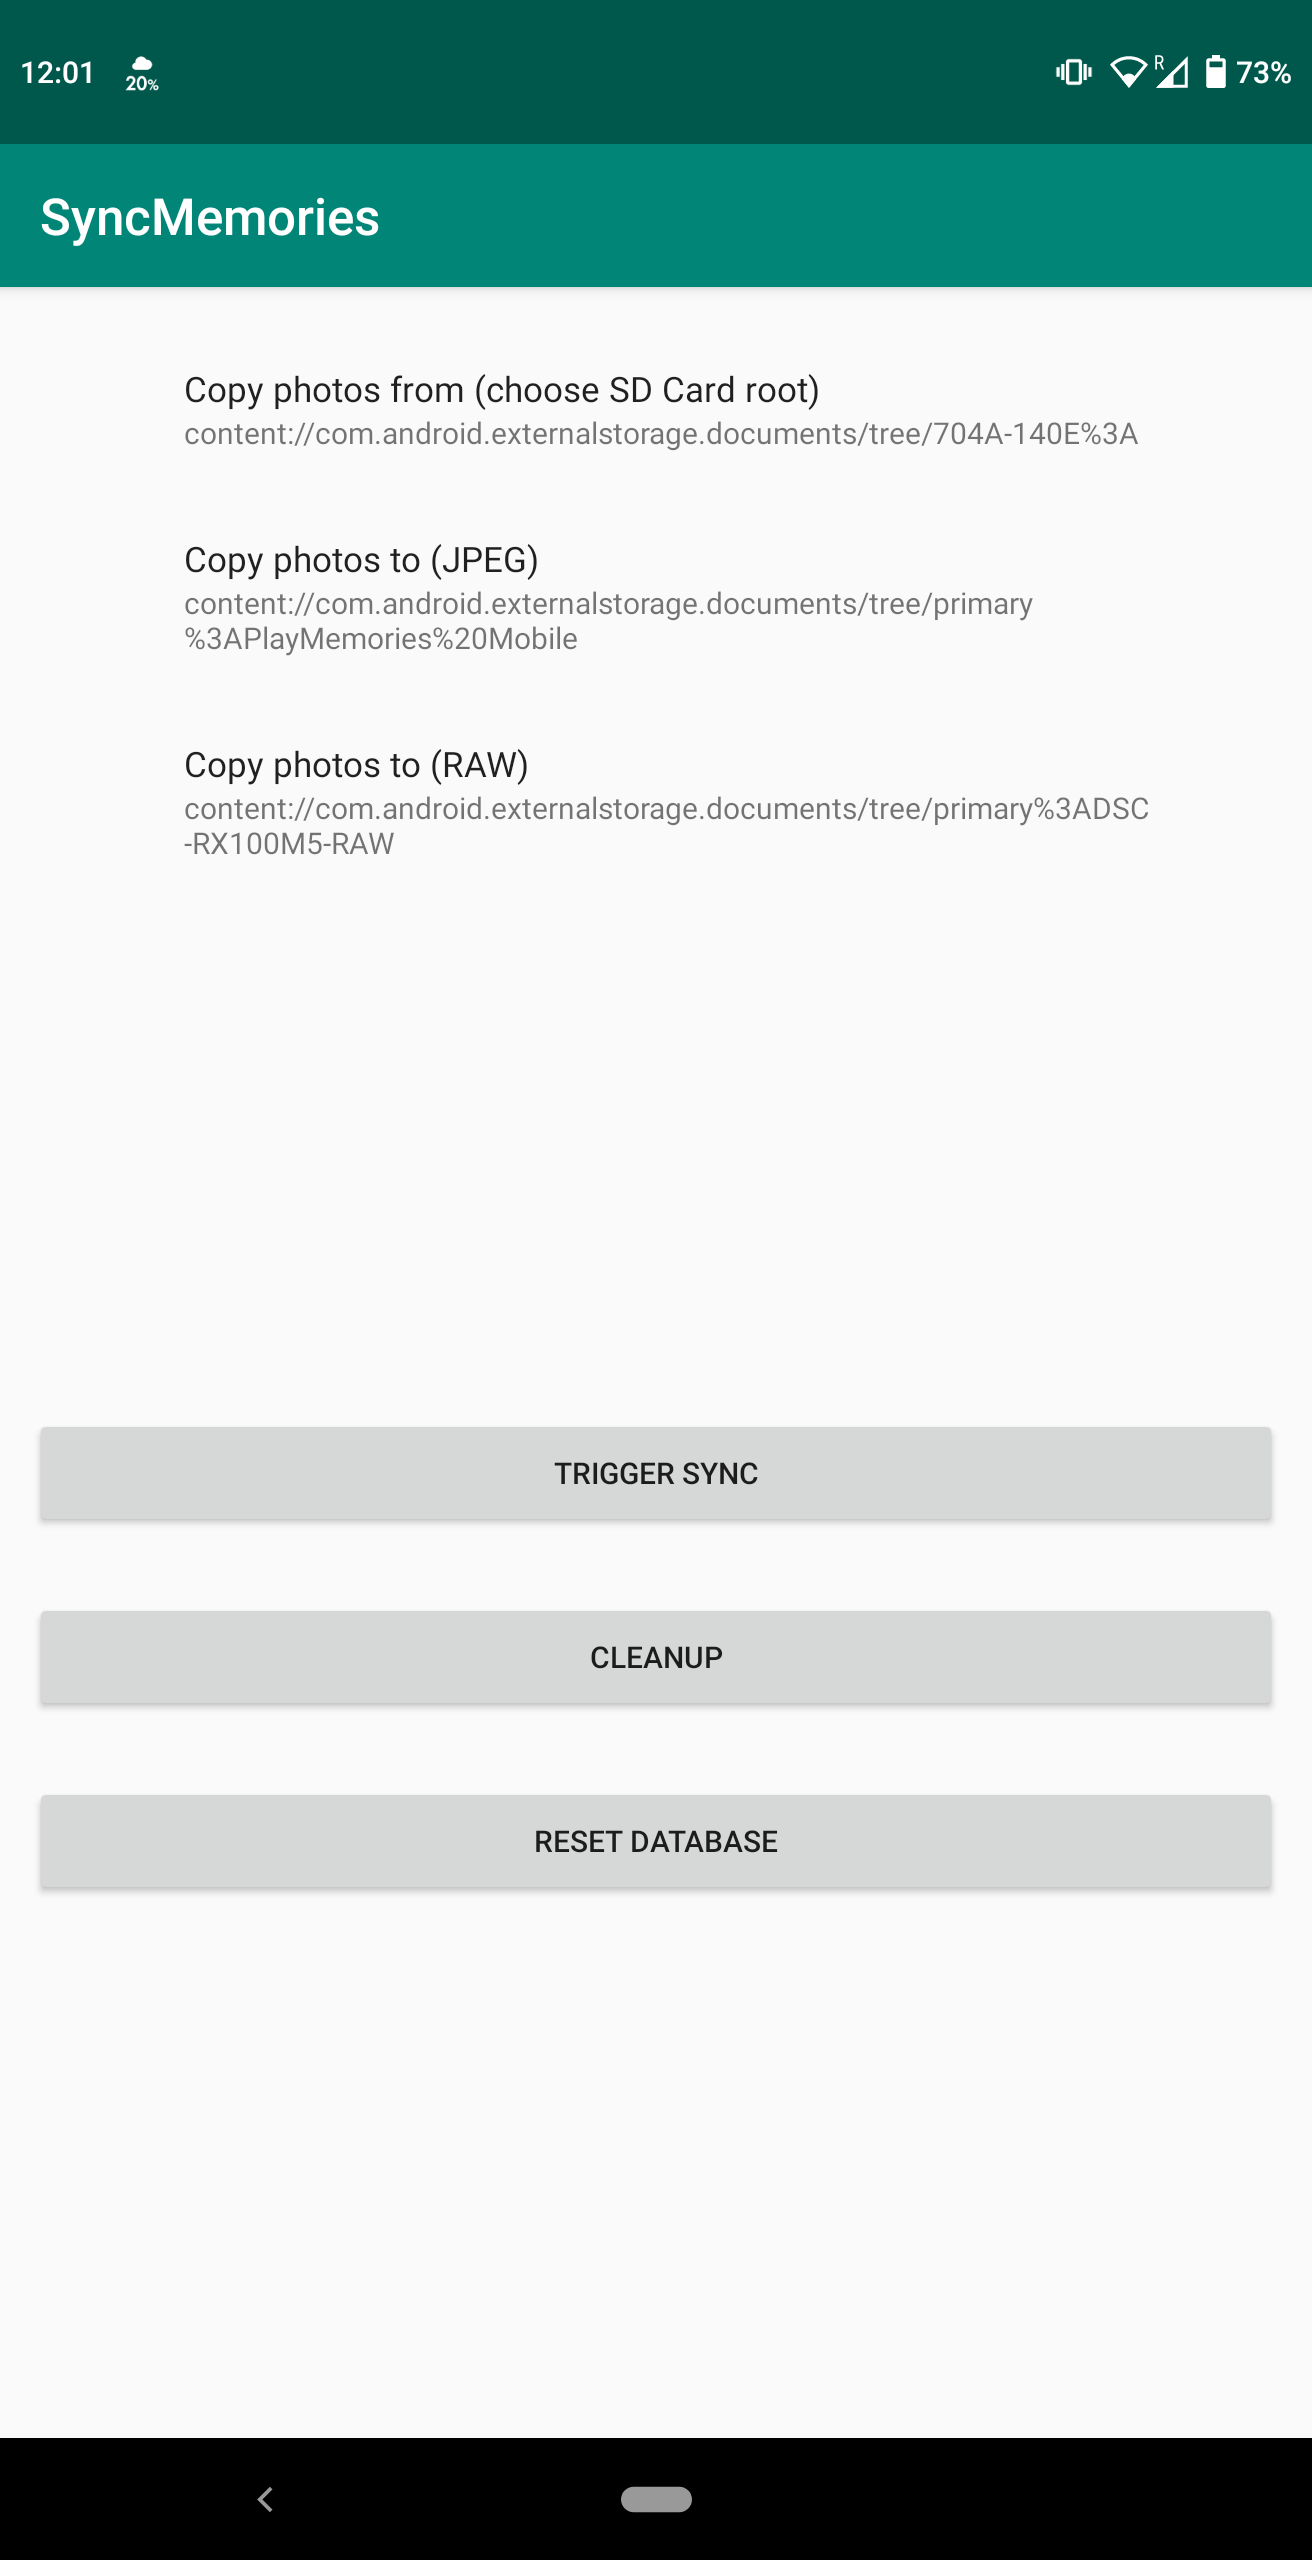 12:01 20% R 73%
SyncMemories
Copy photos from (choose SD Card root)
content://com.android.externalstorage.documents/tree/704A-140E%3A
Copy photos to (JPEG)
content://com.android.externalstorage.documents/tree/primary
%3APlayMemories%20Mobile
Copy photos to (RAW)
content://com.android.externalstorage.documents/tree/primary%3ADSC
-RX100M5-RAW
TRIGGER SYNC
CLEANUP
RESET DATABASE